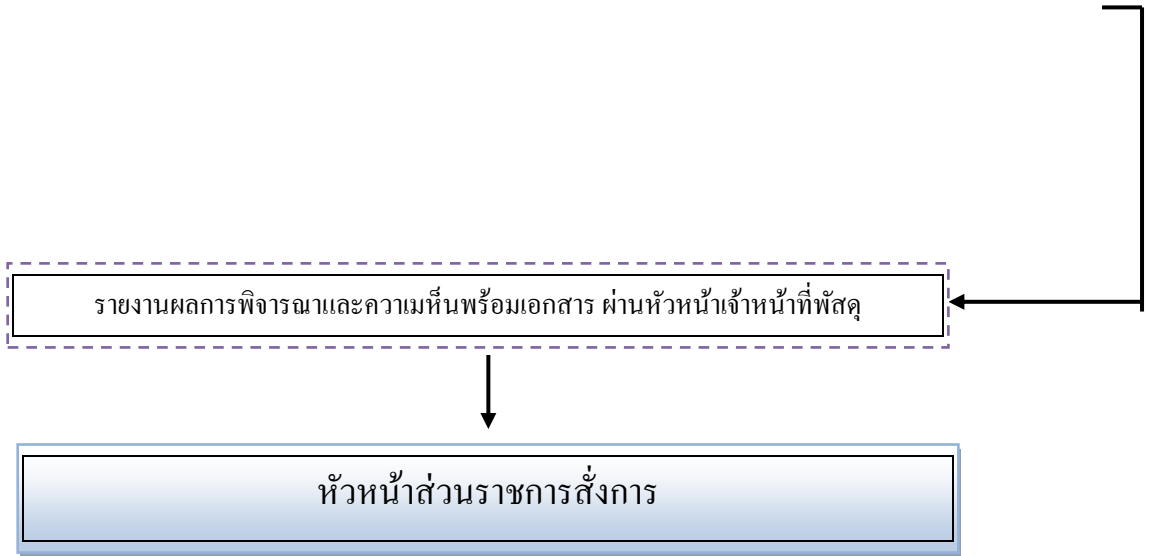 รายงานผลการพิจารณาและความเห็นพร้อมเอกสาร ผ่านหัวหน้าเจ้าหน้าที่พัสดุ
หัวหน้าส่วนราชการสั่งการ